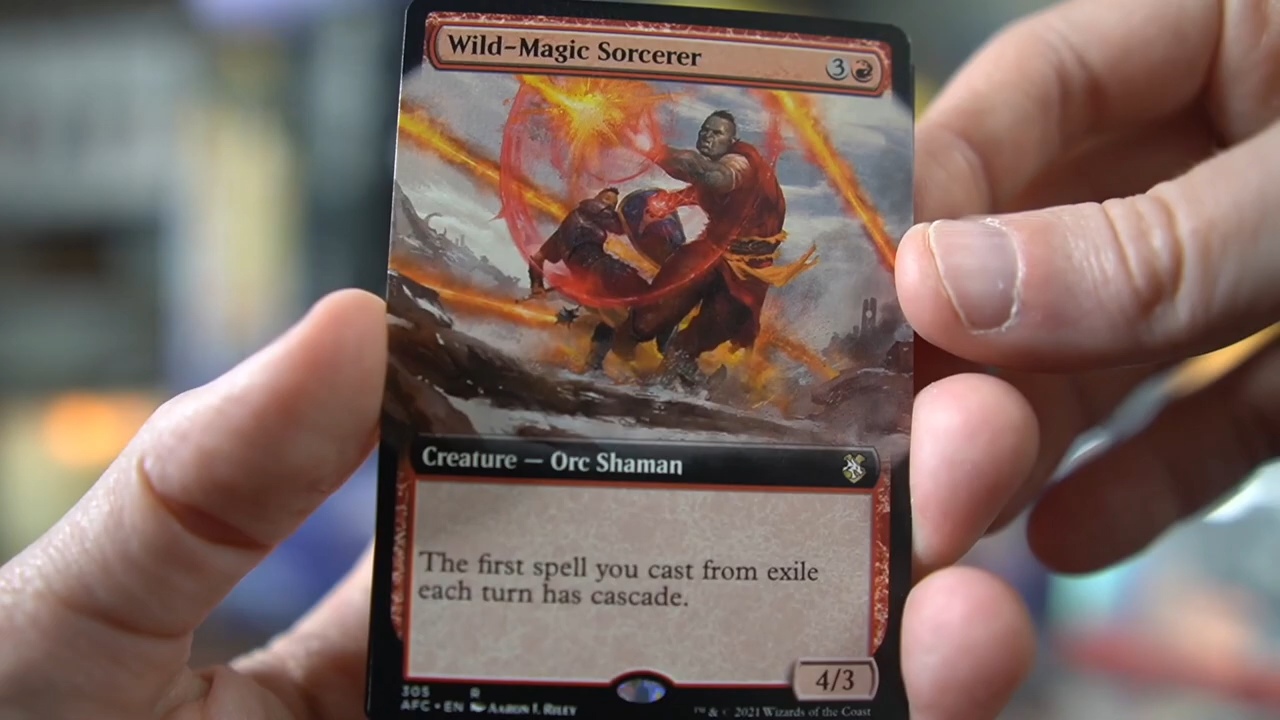 Wild-Magic Sorcerer
3
Creature — Orc Shaman
The first spell you cast from exile
each turn has cascade.
4/3
305 R
AFC • EN Aaron J. Riley
™ & © 2021 Wizards of the Coast